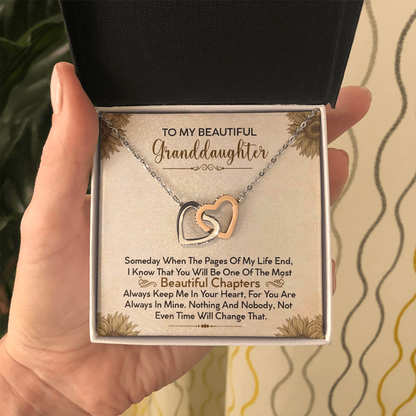 TO MY BEAUTIFUL
Granddaughter
Someday When The Pages Of My Life End,
I Know That You Will Be One Of The Most
Beautiful Chapters
Always Keep Me In Your Heart, For You Are
Always In Mine. Nothing And Nobody, Not
Even Time Will Change That.